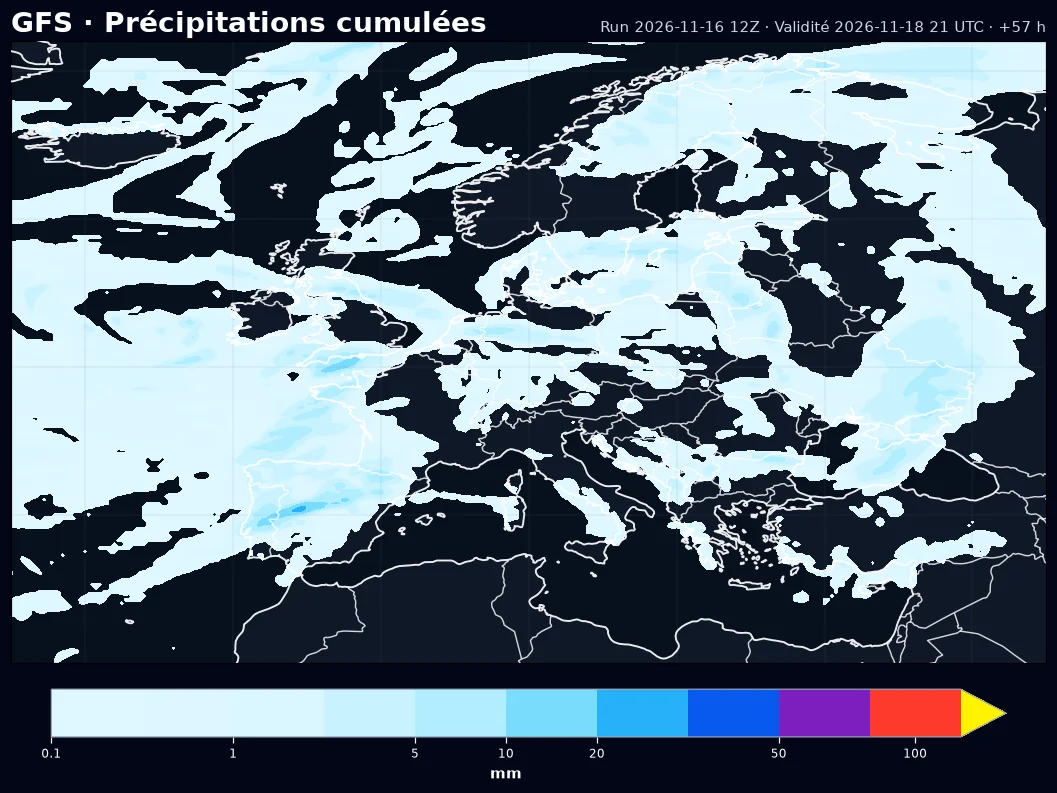 GFS · Précipitations cumulées
Run 2026-11-16 12Z · Validité 2026-11-18 21 UTC · +57 h
0.1 1 5 10 20 50 100
mm